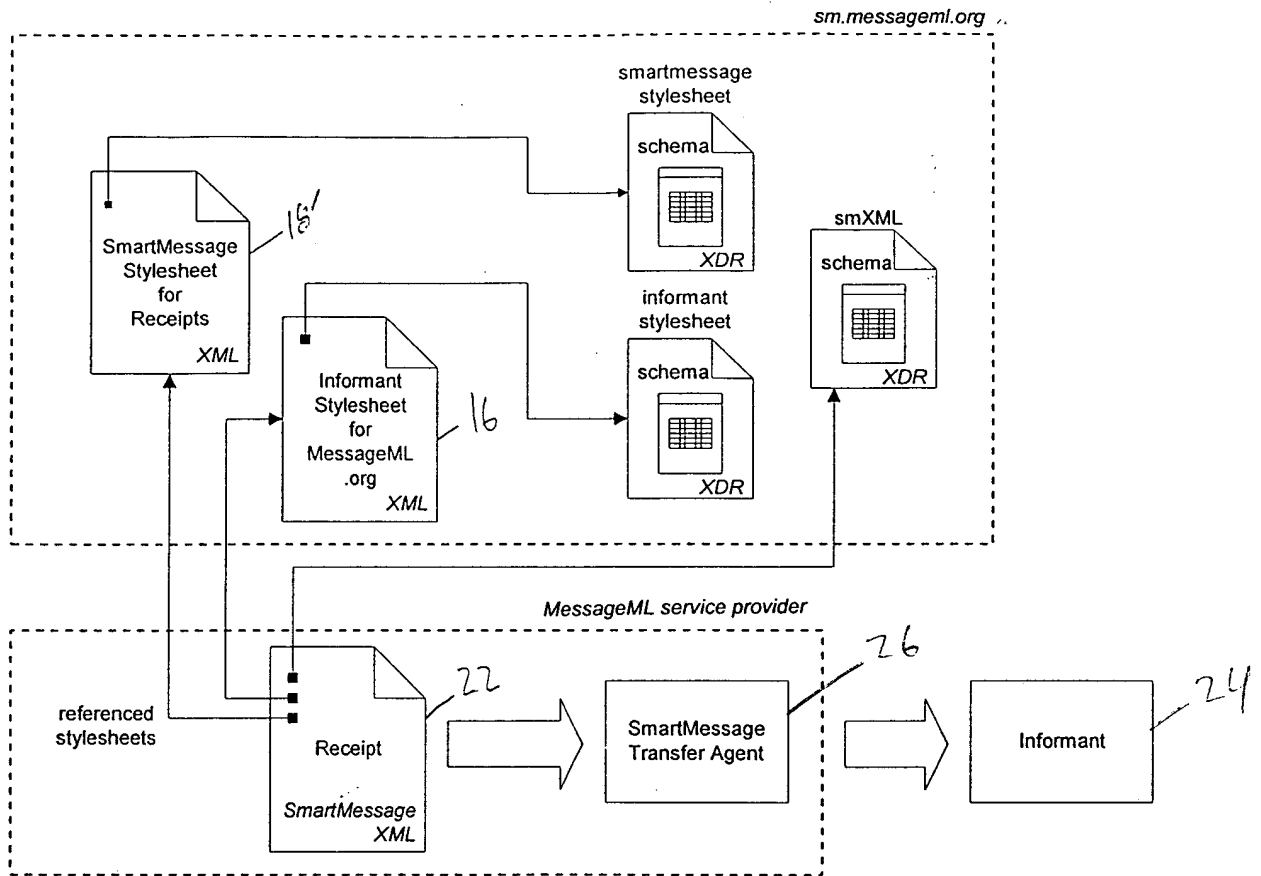 sm.messageml.org
smartmessage
stylesheet
schema
XDR
SmartMessage
Stylesheet
for
Receipts
XML
18'
smXML
schema
XDR
informant
stylesheet
schema
XDR
Informant
Stylesheet
for
MessageML
.org
XML
16
MessageML service provider
referenced
stylesheets
Receipt
SmartMessage
XML
22
SmartMessage
Transfer Agent
26
Informant
24